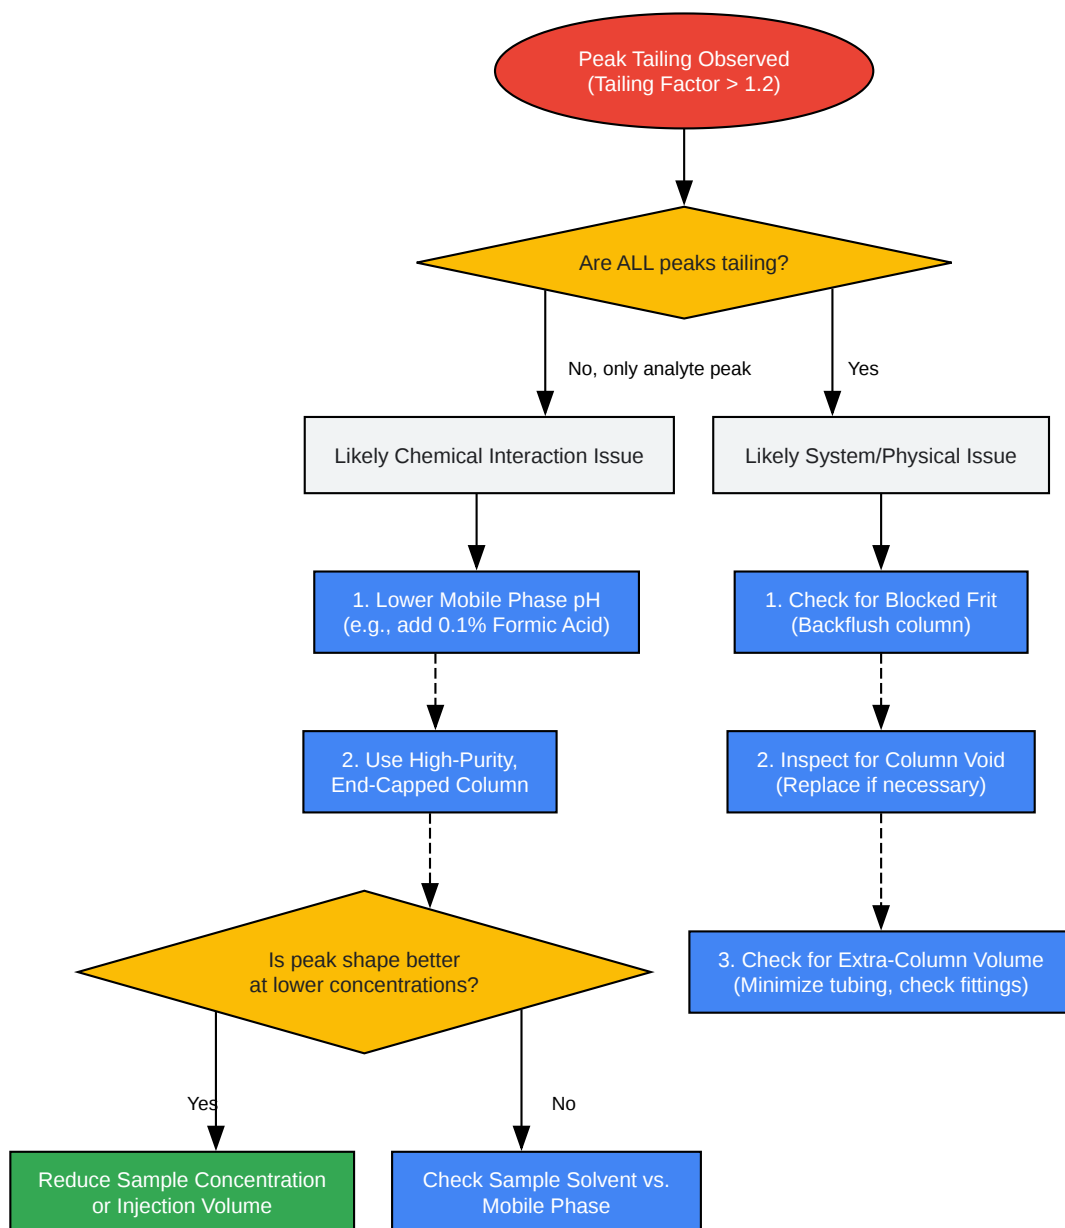 Peak Tailing Observed
(Tailing Factor > 1.2)
Are ALL peaks tailing?
No, only analyte peak
Yes
Likely Chemical Interaction Issue
Likely System/Physical Issue
1. Lower Mobile Phase pH
(e.g., add 0.1% Formic Acid)
1. Check for Blocked Frit
(Backflush column)
2. Use High-Purity,
End-Capped Column
2. Inspect for Column Void
(Replace if necessary)
Is peak shape better
at lower concentrations?
3. Check for Extra-Column Volume
(Minimize tubing, check fittings)
Yes
No
Reduce Sample Concentration
or Injection Volume
Check Sample Solvent vs.
Mobile Phase